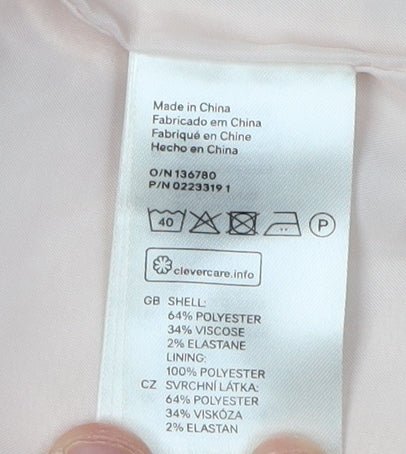 Made in China
Fabricado em China
Fabriqué en Chine
Hecho en China
O/N 136780
P/N 0223319 1
40 P
clevercare.info
GB SHELL:
64% POLYESTER
34% VISCOSE
2% ELASTANE
LINING:
100% POLYESTER
CZ SVRCHNÍ LÁTKA:
64% POLYESTER
34% VISKÓZA
2% ELASTAN